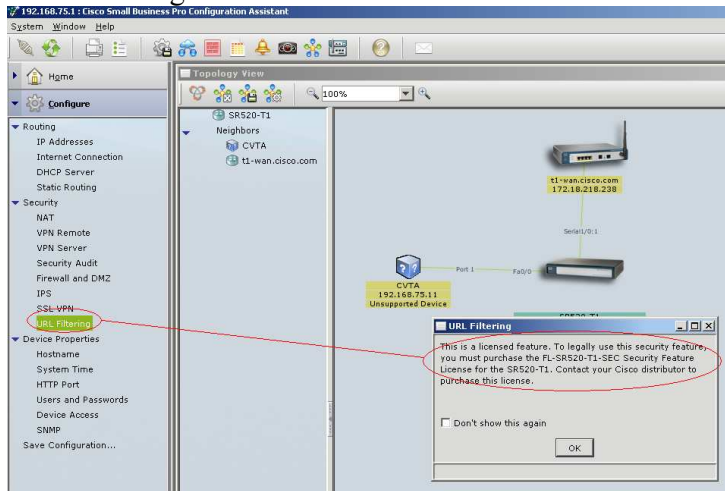 192.168.75.1 : Cisco Small Business Pro Configuration Assistant
System Window Help
Home
Configure
Routing
IP Addresses
Internet Connection
DHCP Server
Static Routing
Security
NAT
VPN Remote
VPN Server
Security Audit
Firewall and DMZ
IPS
SSL VPN
URL Filtering
Device Properties
Hostname
System Time
HTTP Port
Users and Passwords
Device Access
SNMP
Save Configuration...
Topology View
100%
SR520-T1
Neighbors
CVTA
t1-wan.cisco.com
t1-wan.cisco.com
172.18.218.238
Serial1/0:1
Port 1
Fa0/0
CVTA
192.168.75.11
Unsupported Device
SR520-T1
URL Filtering
This is a licensed feature. To legally use this security feature,
you must purchase the FL-SR520-T1-SEC Security Feature
License for the SR520-T1. Contact your Cisco distributor to
purchase this license.
Don't show this again
OK